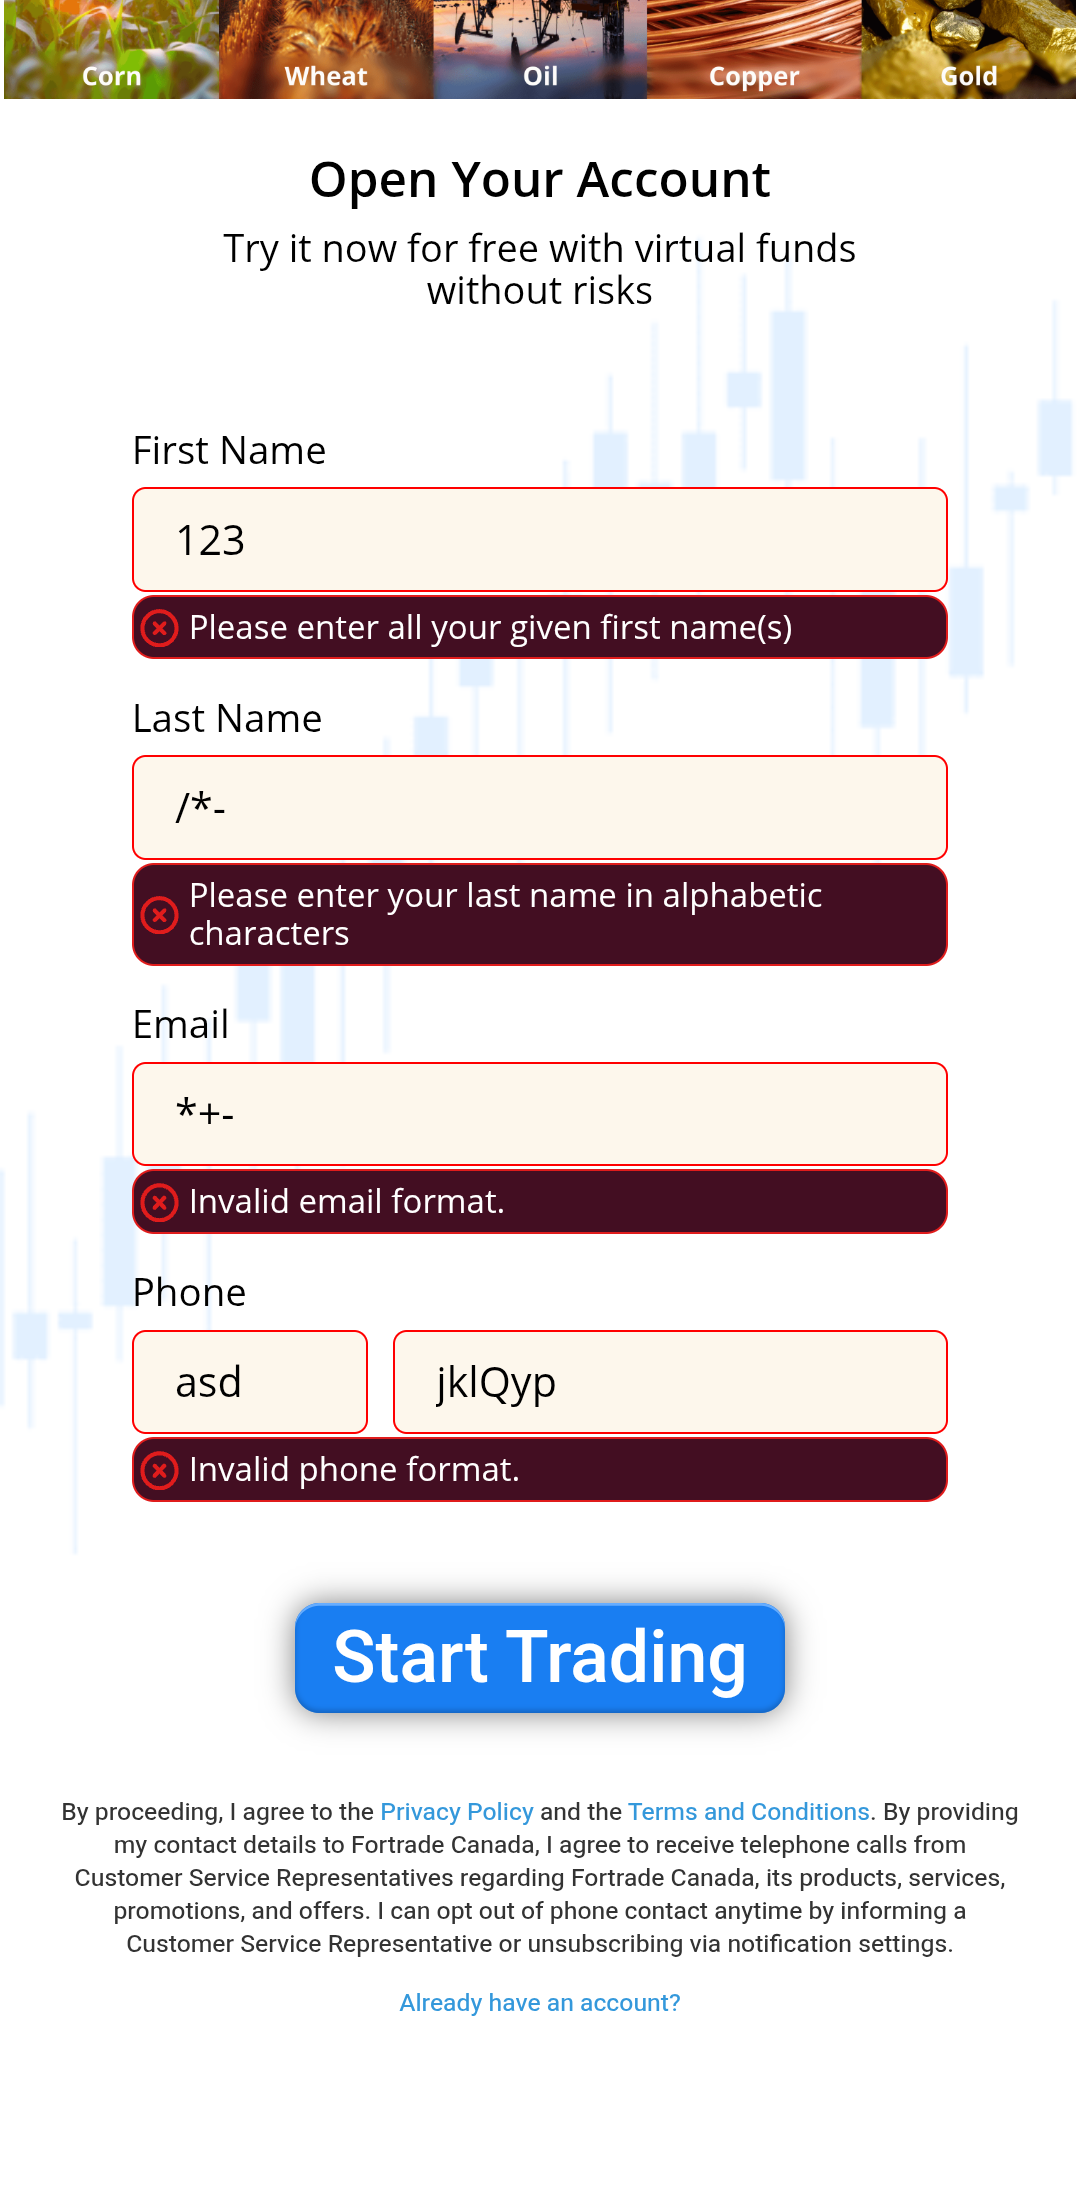 Corn Wheat Oil Copper Gold
Open Your Account
Try it now for free with virtual funds
without risks
First Name
123
Please enter all your given first name(s)
Last Name
/*-
Please enter your last name in alphabetic
characters
Email
*+-
Invalid email format.
Phone
asd jklQyp
Invalid phone format.
Start Trading
By proceeding, I agree to the Privacy Policy and the Terms and Conditions. By providing
my contact details to Fortrade Canada, I agree to receive telephone calls from
Customer Service Representatives regarding Fortrade Canada, its products, services,
promotions, and offers. I can opt out of phone contact anytime by informing a
Customer Service Representative or unsubscribing via notification settings.
Already have an account?